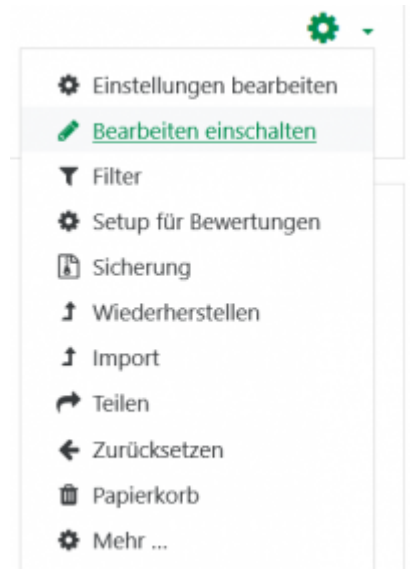 Einstellungen bearbeiten
Bearbeiten einschalten
Filter
Setup für Bewertungen
Sicherung
Wiederherstellen
Import
Teilen
Zurücksetzen
Papierkorb
Mehr ...